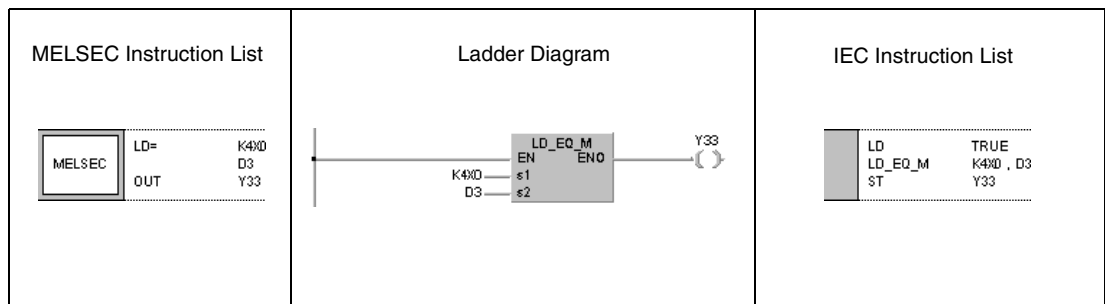 MELSEC Instruction List
MELSEC
LD= K4X0
D3
OUT Y33
Ladder Diagram
LD_EQ_M
EN ENO
K4X0 s1
D3 s2
Y33
IEC Instruction List
LD TRUE
LD_EQ_M K4X0 , D3
ST Y33